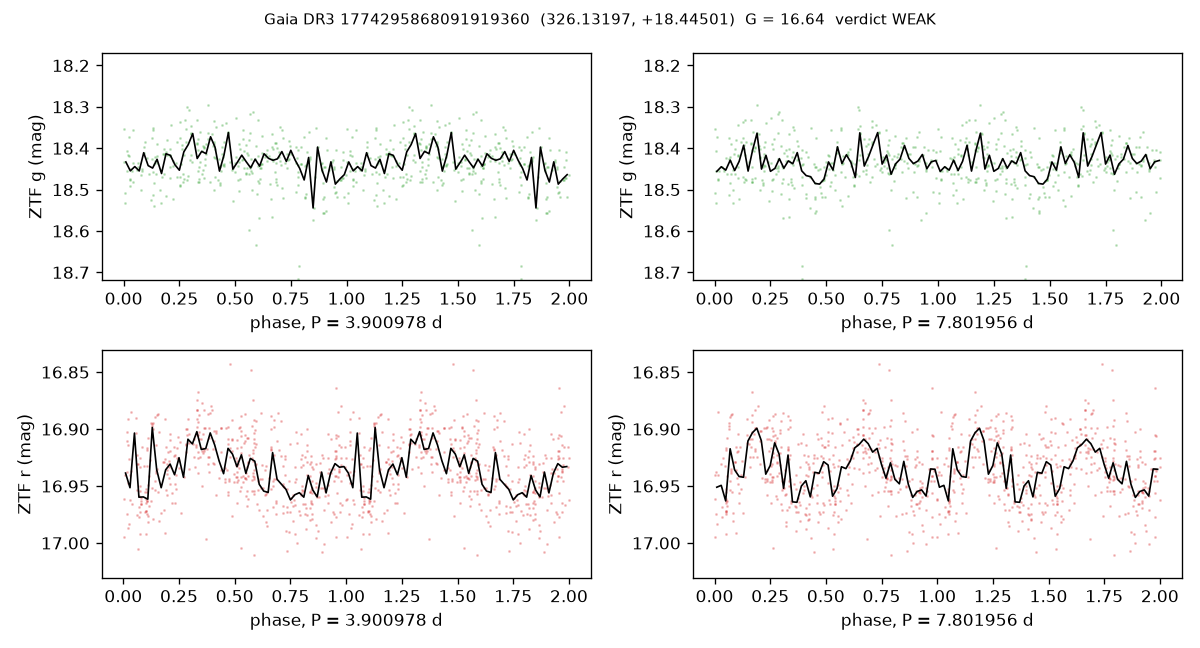 Gaia DR3 1774295868091919360  (326.13197, +18.44501)  G = 16.64  verdict WEAK
ZTF g (mag)
18.2
18.3
18.4
18.5
18.6
18.7
0.00 0.25 0.50 0.75 1.00 1.25 1.50 1.75 2.00
phase, P = 3.900978 d
ZTF g (mag)
18.2
18.3
18.4
18.5
18.6
18.7
0.00 0.25 0.50 0.75 1.00 1.25 1.50 1.75 2.00
phase, P = 7.801956 d
ZTF r (mag)
16.85
16.90
16.95
17.00
0.00 0.25 0.50 0.75 1.00 1.25 1.50 1.75 2.00
phase, P = 3.900978 d
ZTF r (mag)
16.85
16.90
16.95
17.00
0.00 0.25 0.50 0.75 1.00 1.25 1.50 1.75 2.00
phase, P = 7.801956 d